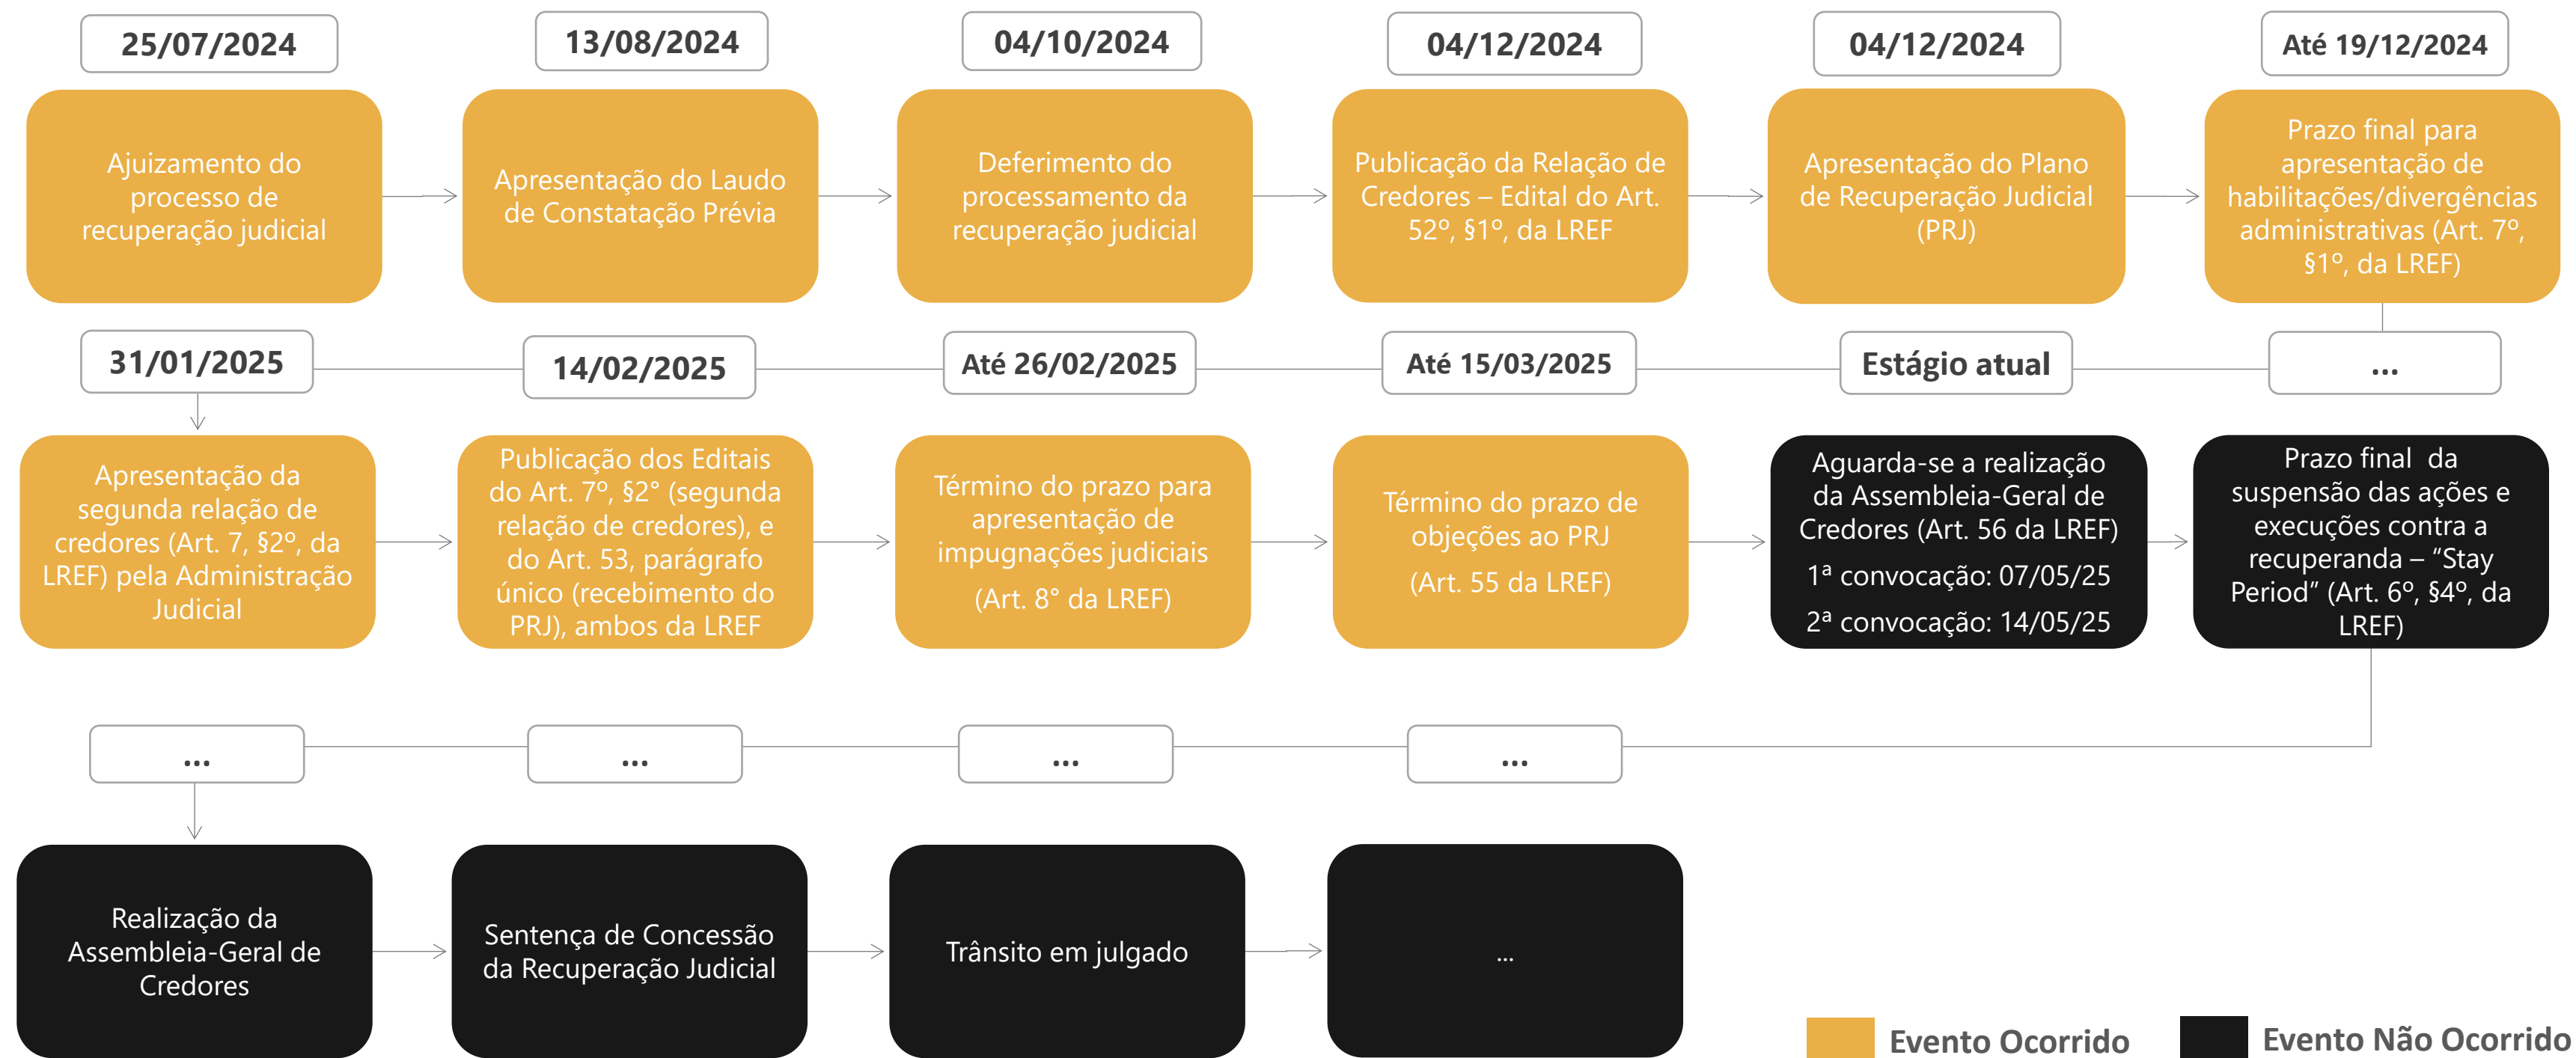 25/07/2024
Ajuizamento do
processo de
recuperação judicial
13/08/2024
Apresentação do Laudo
de Constatação Prévia
04/10/2024
Deferimento do
processamento da
recuperação judicial
04/12/2024
Publicação da Relação de
Credores – Edital do Art.
52º, §1º, da LREF
04/12/2024
Apresentação do Plano
de Recuperação Judicial
(PRJ)
Até 19/12/2024
Prazo final para
apresentação de
habilitações/divergências
administrativas (Art. 7º,
§1º, da LREF)
31/01/2025
Apresentação da
segunda relação de
credores (Art. 7, §2º, da
LREF) pela Administração
Judicial
14/02/2025
Publicação dos Editais
do Art. 7º, §2° (segunda
relação de credores), e
do Art. 53, parágrafo
único (recebimento do
PRJ), ambos da LREF
Até 26/02/2025
Término do prazo para
apresentação de
impugnações judiciais
(Art. 8° da LREF)
Até 15/03/2025
Término do prazo de
objeções ao PRJ
(Art. 55 da LREF)
Estágio atual
Aguarda-se a realização
da Assembleia-Geral de
Credores (Art. 56 da LREF)
1ª convocação: 07/05/25
2ª convocação: 14/05/25
...
Prazo final  da
suspensão das ações e
execuções contra a
recuperanda – “Stay
Period” (Art. 6º, §4º, da
LREF)
...
Realização da
Assembleia-Geral de
Credores
...
Sentença de Concessão
da Recuperação Judicial
...
Trânsito em julgado
...
...
Evento Ocorrido
Evento Não Ocorrido